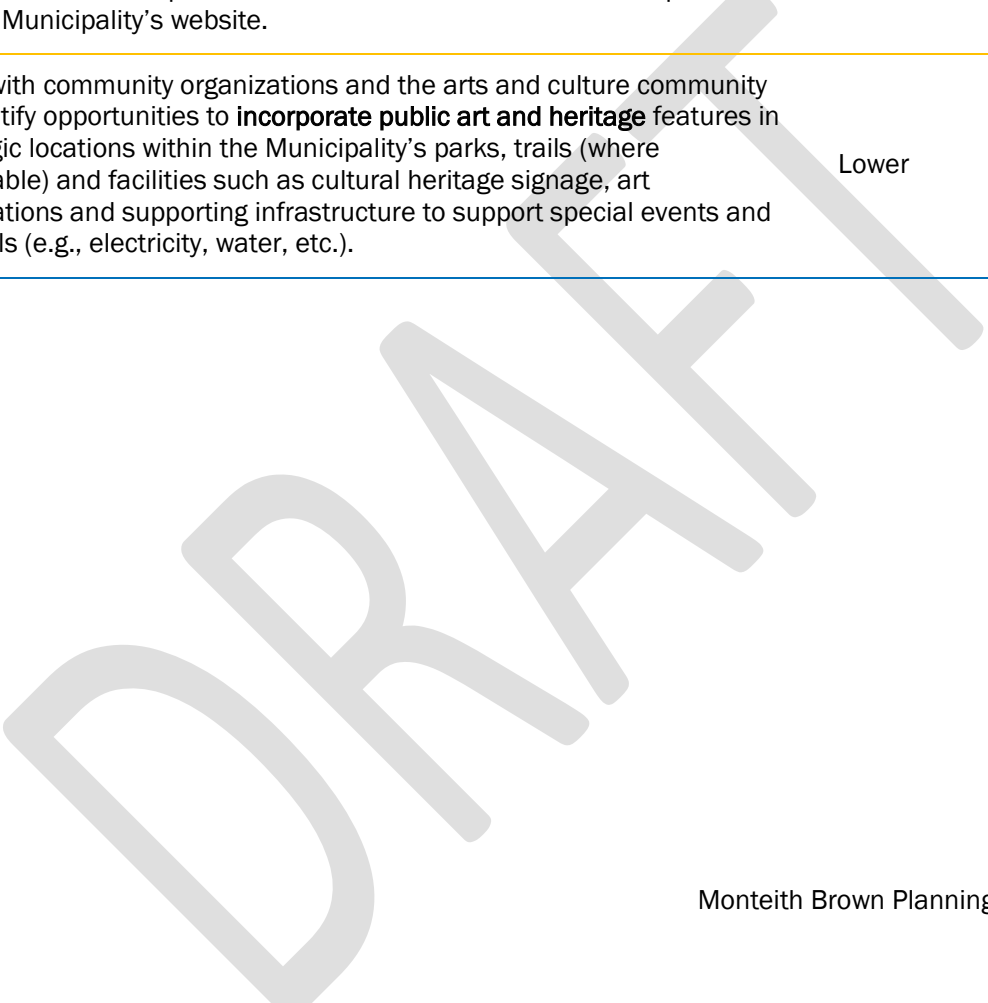 Municipality’s website.
with community organizations and the arts and culture community
tify opportunities to incorporate public art and heritage features in
gic locations within the Municipality’s parks, trails (where
able) and facilities such as cultural heritage signage, art
ations and supporting infrastructure to support special events and
ls (e.g., electricity, water, etc.).
Lower
DRAFT
Monteith Brown Planning